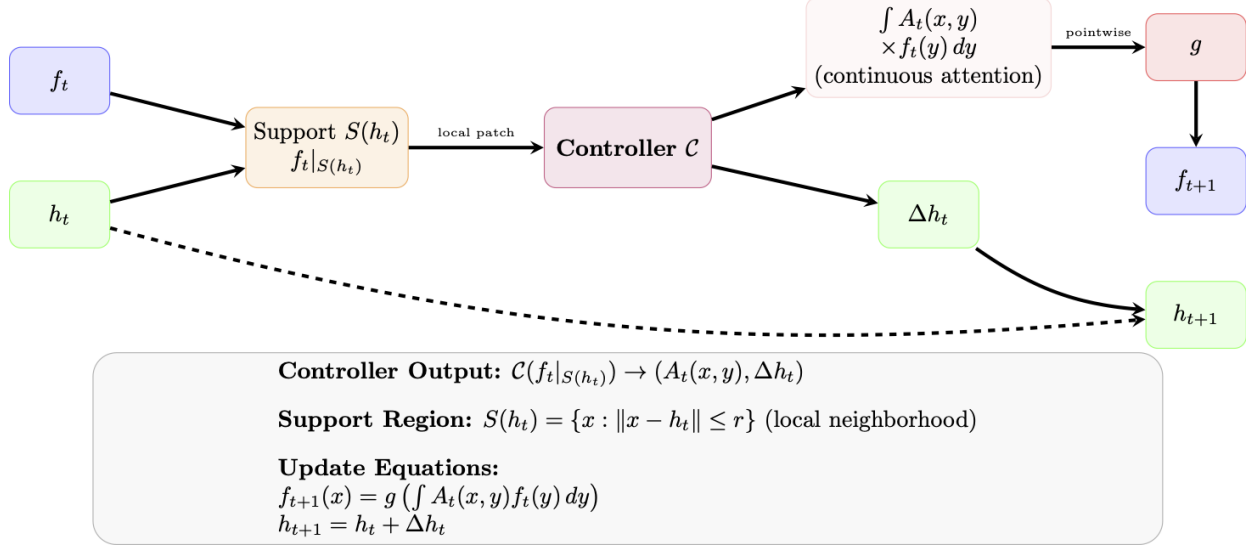 f_t
h_t
Support S(h_t)
f_t|_{S(h_t)}
local patch
Controller 𝒞
∫ A_t(x, y)
× f_t(y) dy
(continuous attention)
pointwise
g
f_{t+1}
Δh_t
h_{t+1}
Controller Output: 𝒞(f_t|_{S(h_t)}) → (A_t(x, y), Δh_t)
Support Region: S(h_t) = {x : ‖x − h_t‖ ≤ r} (local neighborhood)
Update Equations:
f_{t+1}(x) = g (∫ A_t(x, y)f_t(y) dy)
h_{t+1} = h_t + Δh_t